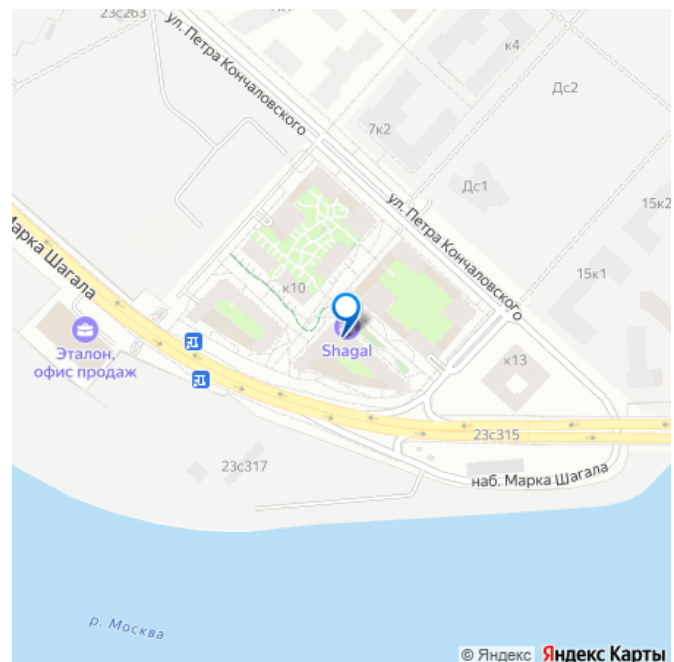 23с263
ул. Петра Кончаловского
к4
Дс2
7к2
Дс1
15к2
ул. Петра Кончаловского
15к1
Марка Шагала
к10
Shagal
Эталон,
офис продаж
к13
23с315
23с317
наб. Марка Шагала
р. Москва
© Яндекс Яндекс Карты